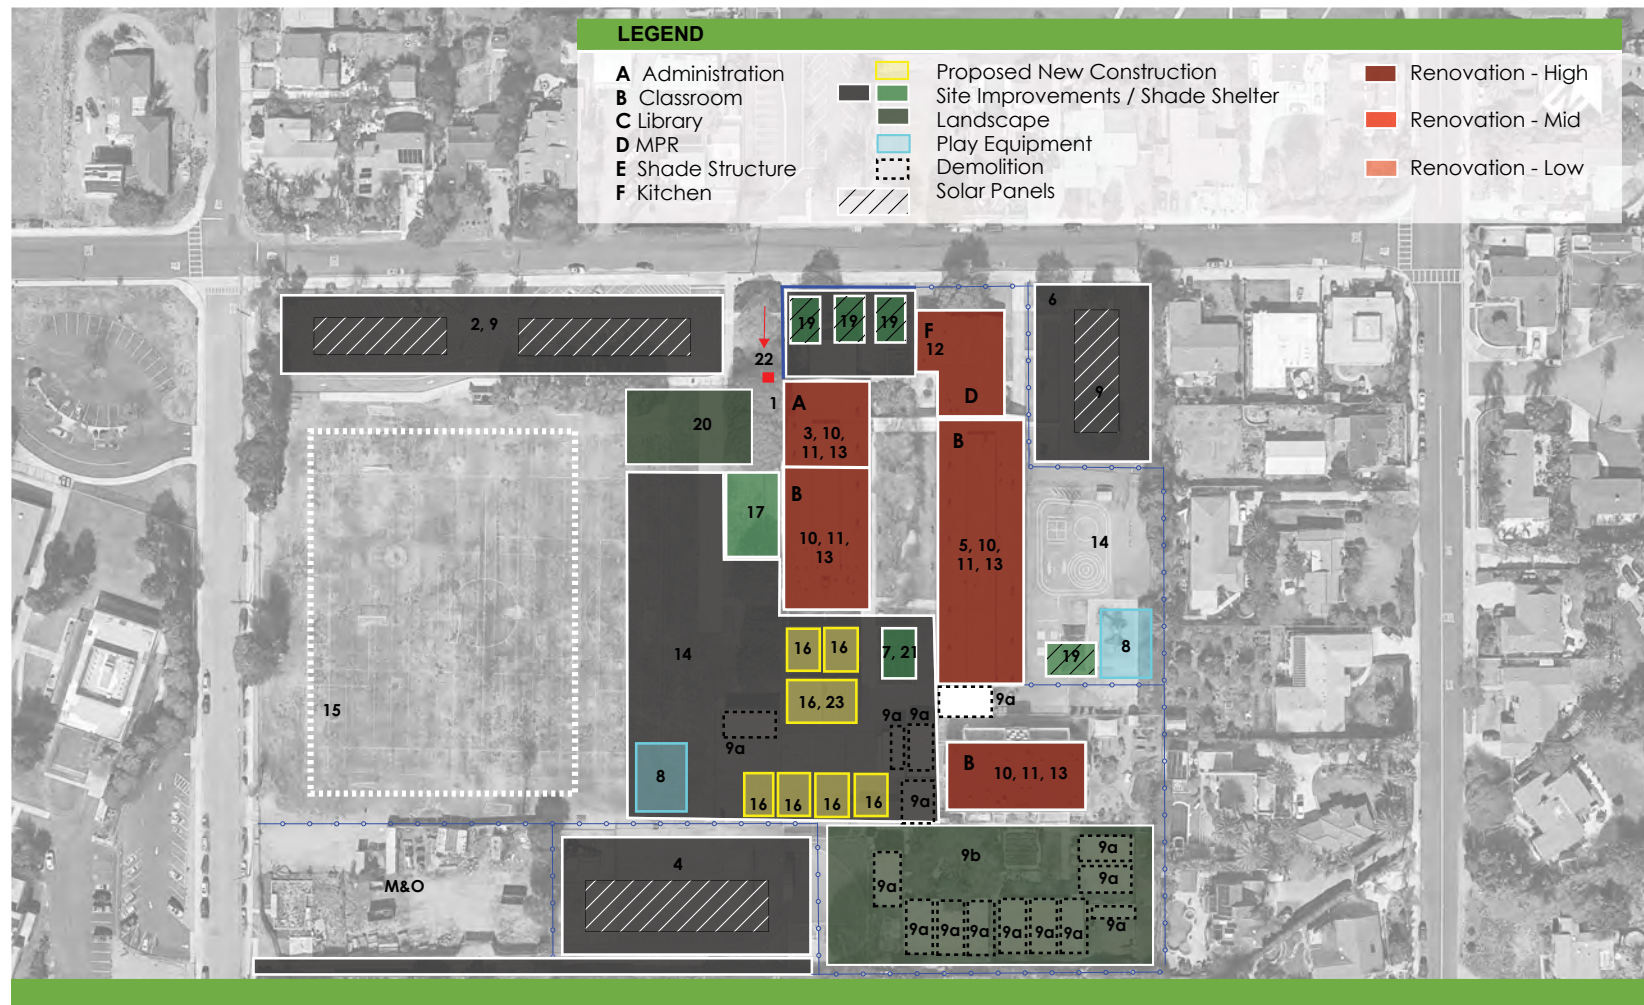 LEGEND
A Administration
B Classroom
C Library
D MPR
E Shade Structure
F Kitchen
Proposed New Construction
Site Improvements / Shade Shelter
Landscape
Play Equipment
Demolition
Solar Panels
Renovation - High
Renovation - Mid
Renovation - Low
2, 9
22
1
19
19
19
F
12
D
6
9
20
A
3, 10,
11, 13
B
10, 11,
13
17
B
5, 10,
11, 13
14
8
19
14
15
16
16
7, 21
16, 23
9a
9a
9a
9a
9a
8
16
16
16
16
B
10, 11, 13
M&O
4
9b
9a
9a
9a
9a
9a
9a
9a
9a
9a
9a